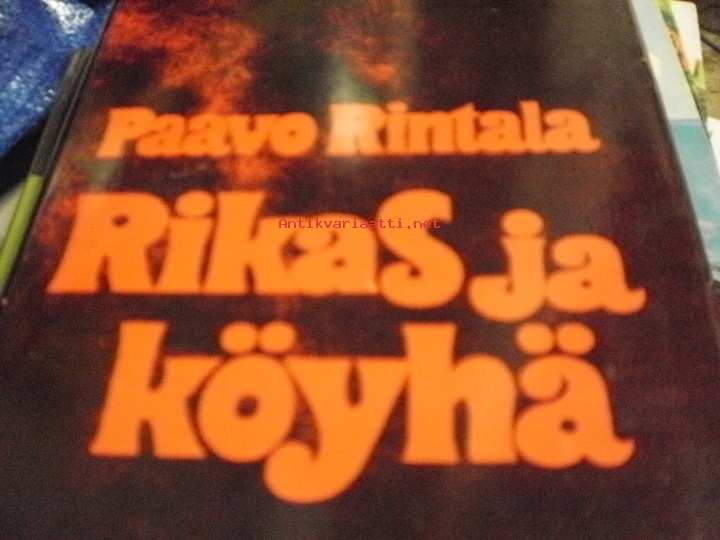 Paavo Rintala
Rikas ja
Antikvariaatti.net
köyhä